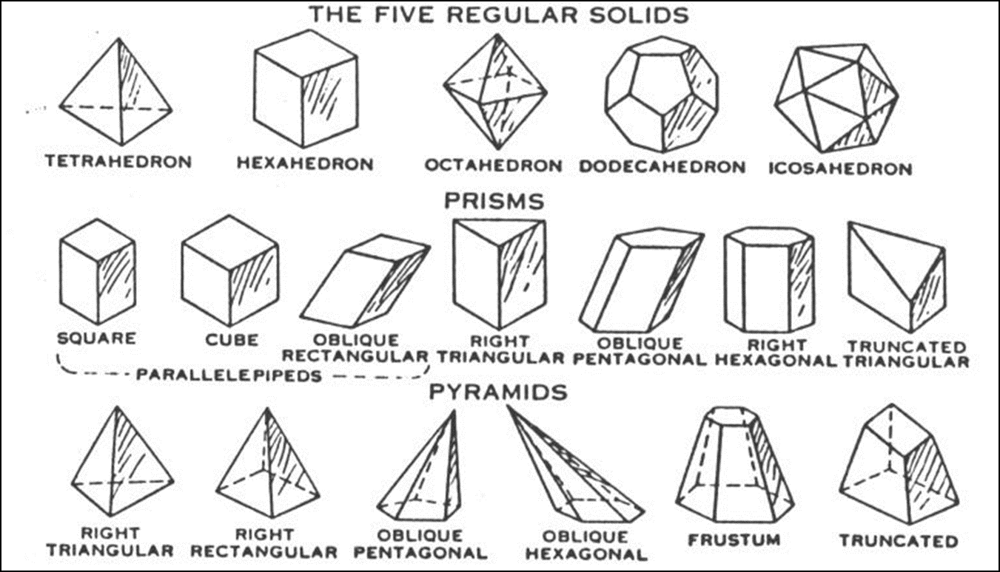 THE FIVE REGULAR SOLIDS
TETRAHEDRON
HEXAHEDRON
OCTAHEDRON
DODECAHEDRON
ICOSAHEDRON
PRISMS
SQUARE
CUBE
OBLIQUE
RECTANGULAR
RIGHT
TRIANGULAR
OBLIQUE
PENTAGONAL
RIGHT
HEXAGONAL
TRUNCATED
TRIANGULAR
PARALLELEPIPEDS
PYRAMIDS
RIGHT
TRIANGULAR
RIGHT
RECTANGULAR
OBLIQUE
PENTAGONAL
OBLIQUE
HEXAGONAL
FRUSTUM
TRUNCATED